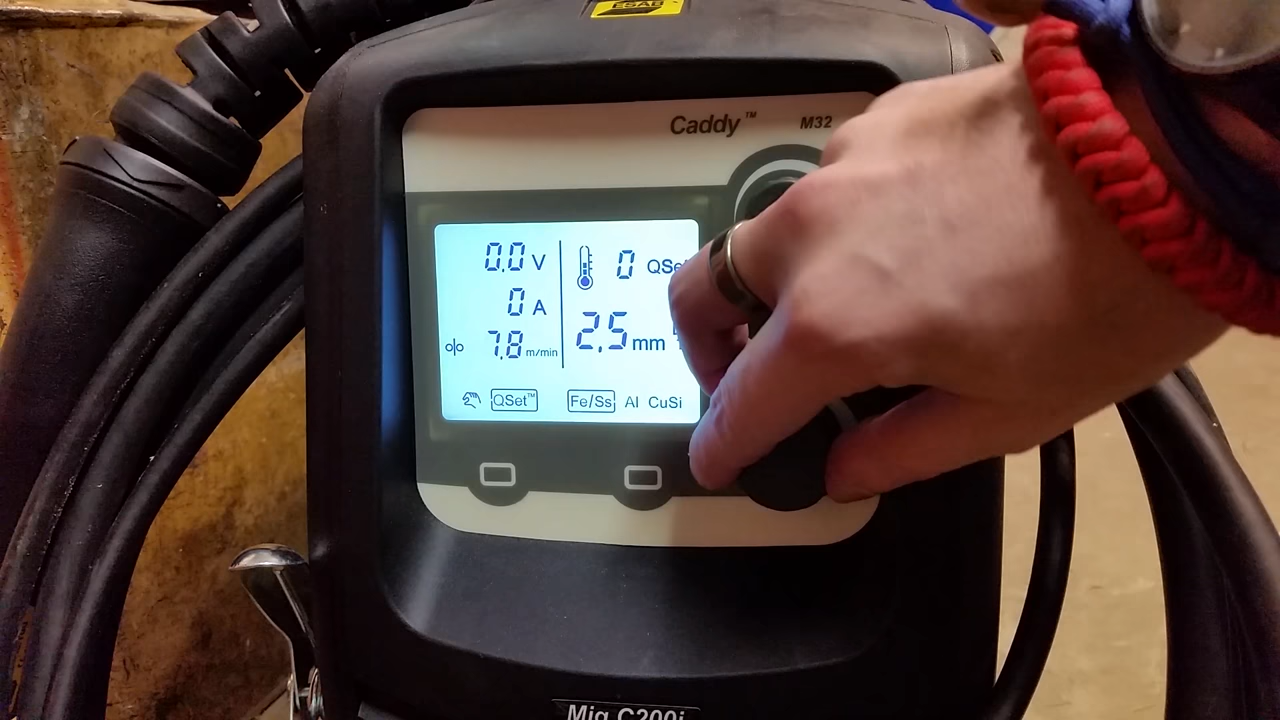 ESAB
Caddy™ M32
0.0 V
0 QSet
0 A
2.5 mm
7.8 m/min
QSet™ Fe/Ss Al CuSi
Mig C200i